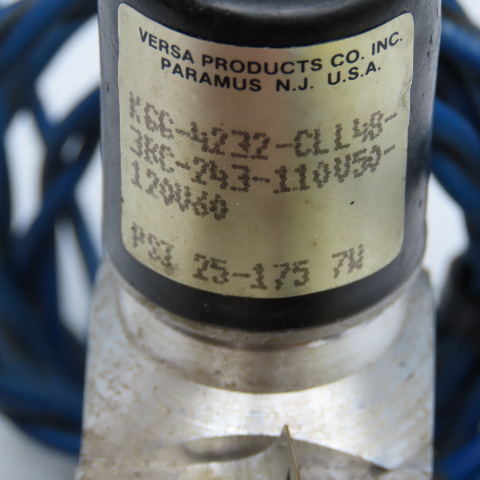 VERSA PRODUCTS CO. INC.
PARAMUS N.J. U.S.A.
KGG-4232-CLL48-
3KC-243-110V50-
120V60
PSI 25-175 7W